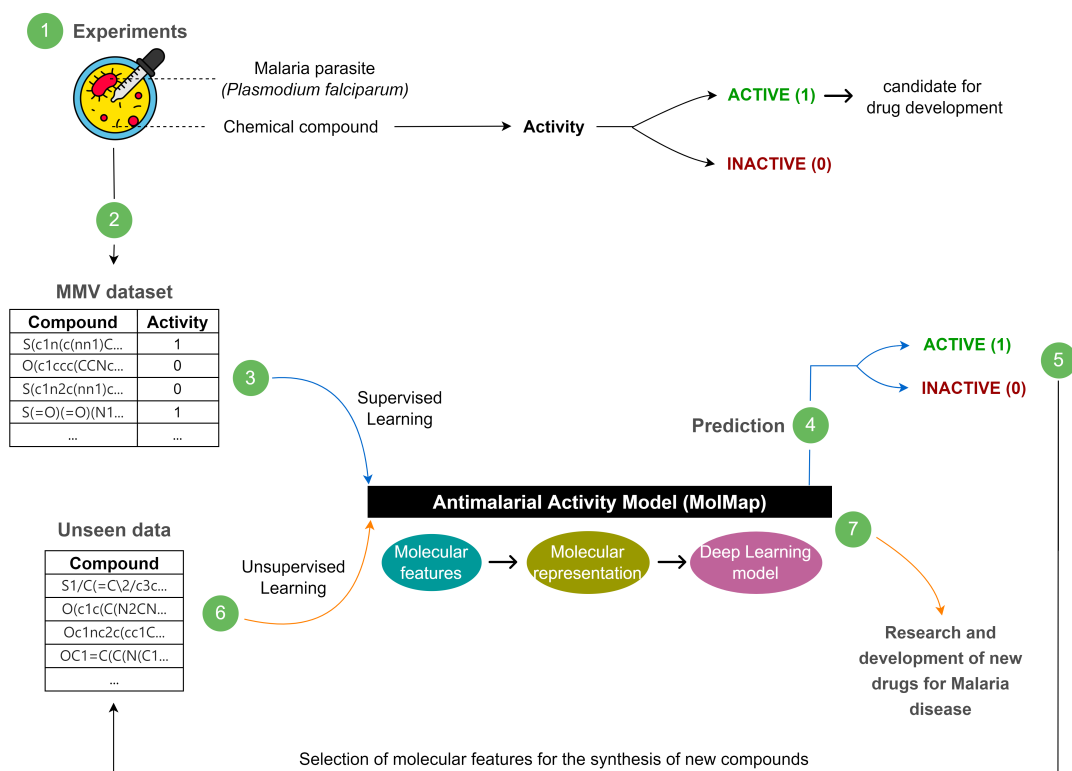 1 Experiments
Malaria parasite
(Plasmodium falciparum)
Chemical compound
Activity
ACTIVE (1)
INACTIVE (0)
candidate for
drug development
2
MMV dataset
Compound Activity
S(c1n(c(nn1)C... 1
O(c1ccc(CCNc... 0
S(c1n2c(nn1)c... 0
S(=O)(=O)(N1... 1
... ...
3
Supervised
Learning
Prediction 4
ACTIVE (1)
INACTIVE (0)
5
Antimalarial Activity Model (MolMap)
Molecular
features
Molecular
representation
Deep Learning
model
7
Unseen data
Compound
S1/C(=C\2/c3c...
O(c1c(C(N2CN...
Oc1nc2c(cc1C...
OC1=C(C(N(C1...
...
6
Unsupervised
Learning
Research and
development of new
drugs for Malaria
disease
Selection of molecular features for the synthesis of new compounds